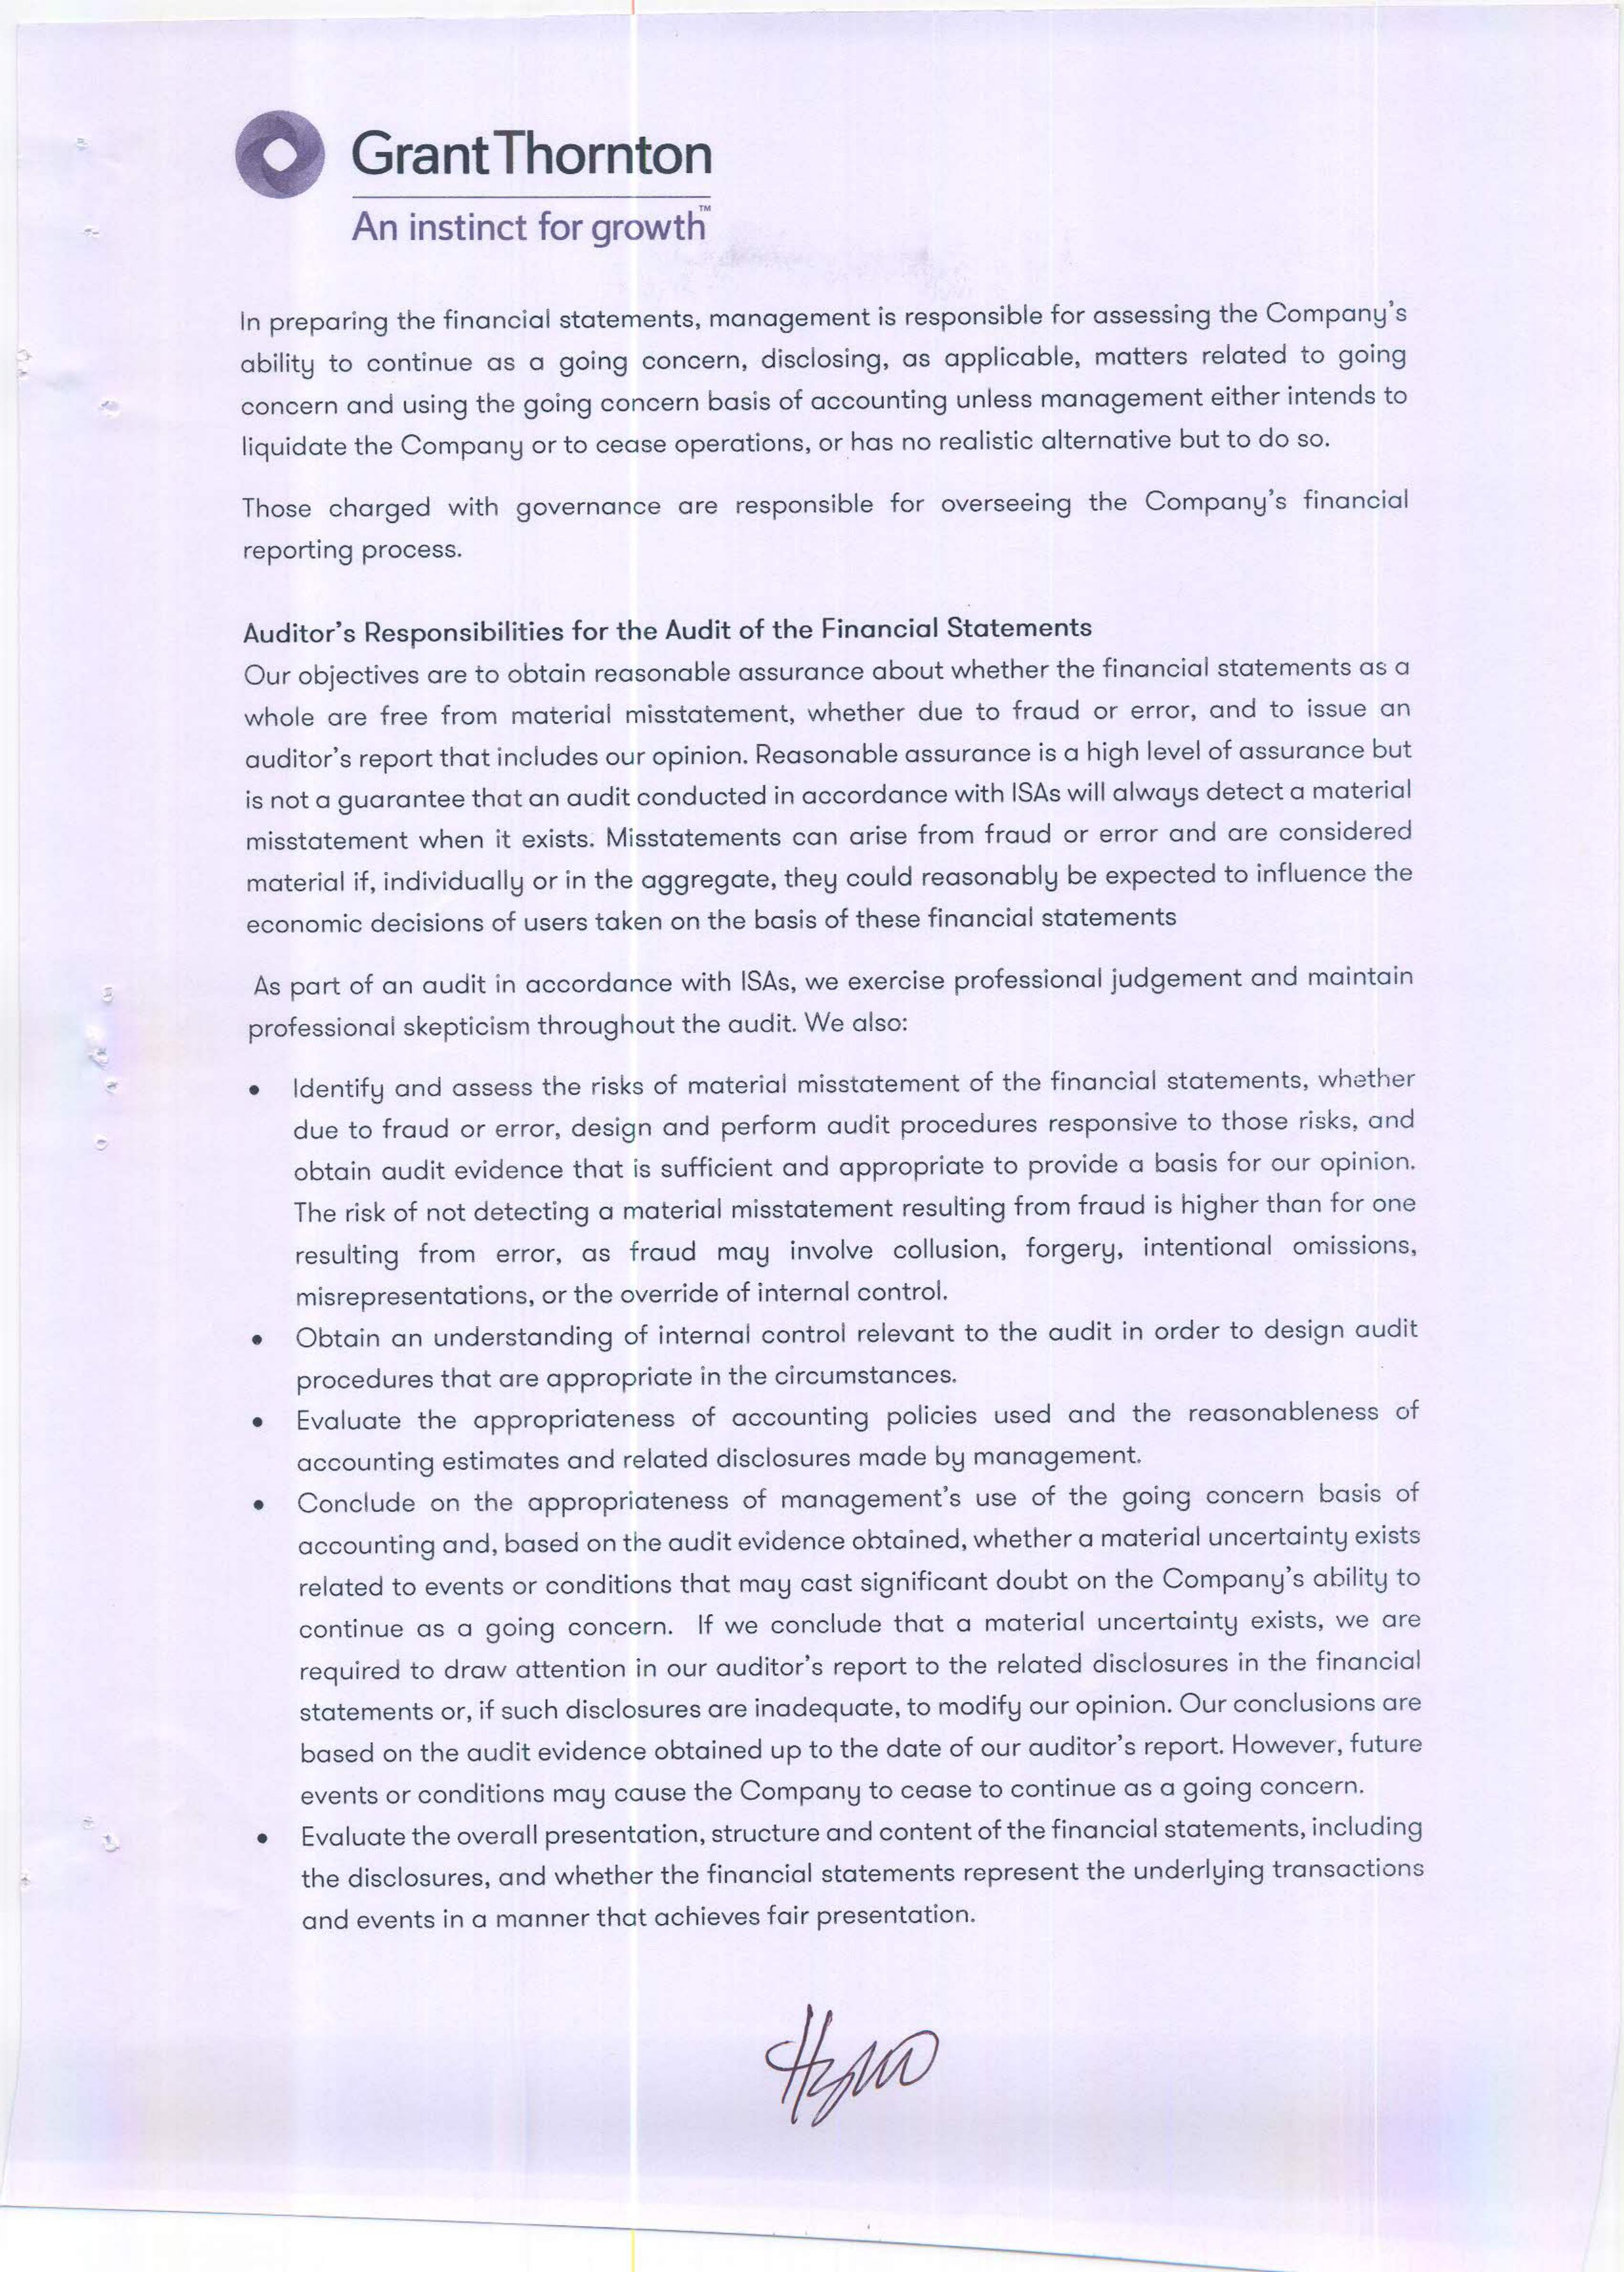 Grant Thornton
An instinct for growth™
In preparing the financial statements, management is responsible for assessing the Company's
ability to continue as a going concern, disclosing, as applicable, matters related to going
concern and using the going concern basis of accounting unless management either intends to
liquidate the Company or to cease operations, or has no realistic alternative but to do so.
Those charged with governance are responsible for overseeing the Company's financial
reporting process.
Auditor's Responsibilities for the Audit of the Financial Statements
Our objectives are to obtain reasonable assurance about whether the financial statements as a
whole are free from material misstatement, whether due to fraud or error, and to issue an
auditor's report that includes our opinion. Reasonable assurance is a high level of assurance but
is not a guarantee that an audit conducted in accordance with ISAs will always detect a material
misstatement when it exists. Misstatements can arise from fraud or error and are considered
material if, individually or in the aggregate, they could reasonably be expected to influence the
economic decisions of users taken on the basis of these financial statements
As part of an audit in accordance with ISAs, we exercise professional judgement and maintain
professional skepticism throughout the audit. We also:
• Identify and assess the risks of material misstatement of the financial statements, whether
due to fraud or error, design and perform audit procedures responsive to those risks, and
obtain audit evidence that is sufficient and appropriate to provide a basis for our opinion.
The risk of not detecting a material misstatement resulting from fraud is higher than for one
resulting from error, as fraud may involve collusion, forgery, intentional omissions,
misrepresentations, or the override of internal control.
• Obtain an understanding of internal control relevant to the audit in order to design audit
procedures that are appropriate in the circumstances.
• Evaluate the appropriateness of accounting policies used and the reasonableness of
accounting estimates and related disclosures made by management.
• Conclude on the appropriateness of management's use of the going concern basis of
accounting and, based on the audit evidence obtained, whether a material uncertainty exists
related to events or conditions that may cast significant doubt on the Company's ability to
continue as a going concern. If we conclude that a material uncertainty exists, we are
required to draw attention in our auditor's report to the related disclosures in the financial
statements or, if such disclosures are inadequate, to modify our opinion. Our conclusions are
based on the audit evidence obtained up to the date of our auditor's report. However, future
events or conditions may cause the Company to cease to continue as a going concern.
• Evaluate the overall presentation, structure and content of the financial statements, including
the disclosures, and whether the financial statements represent the underlying transactions
and events in a manner that achieves fair presentation.